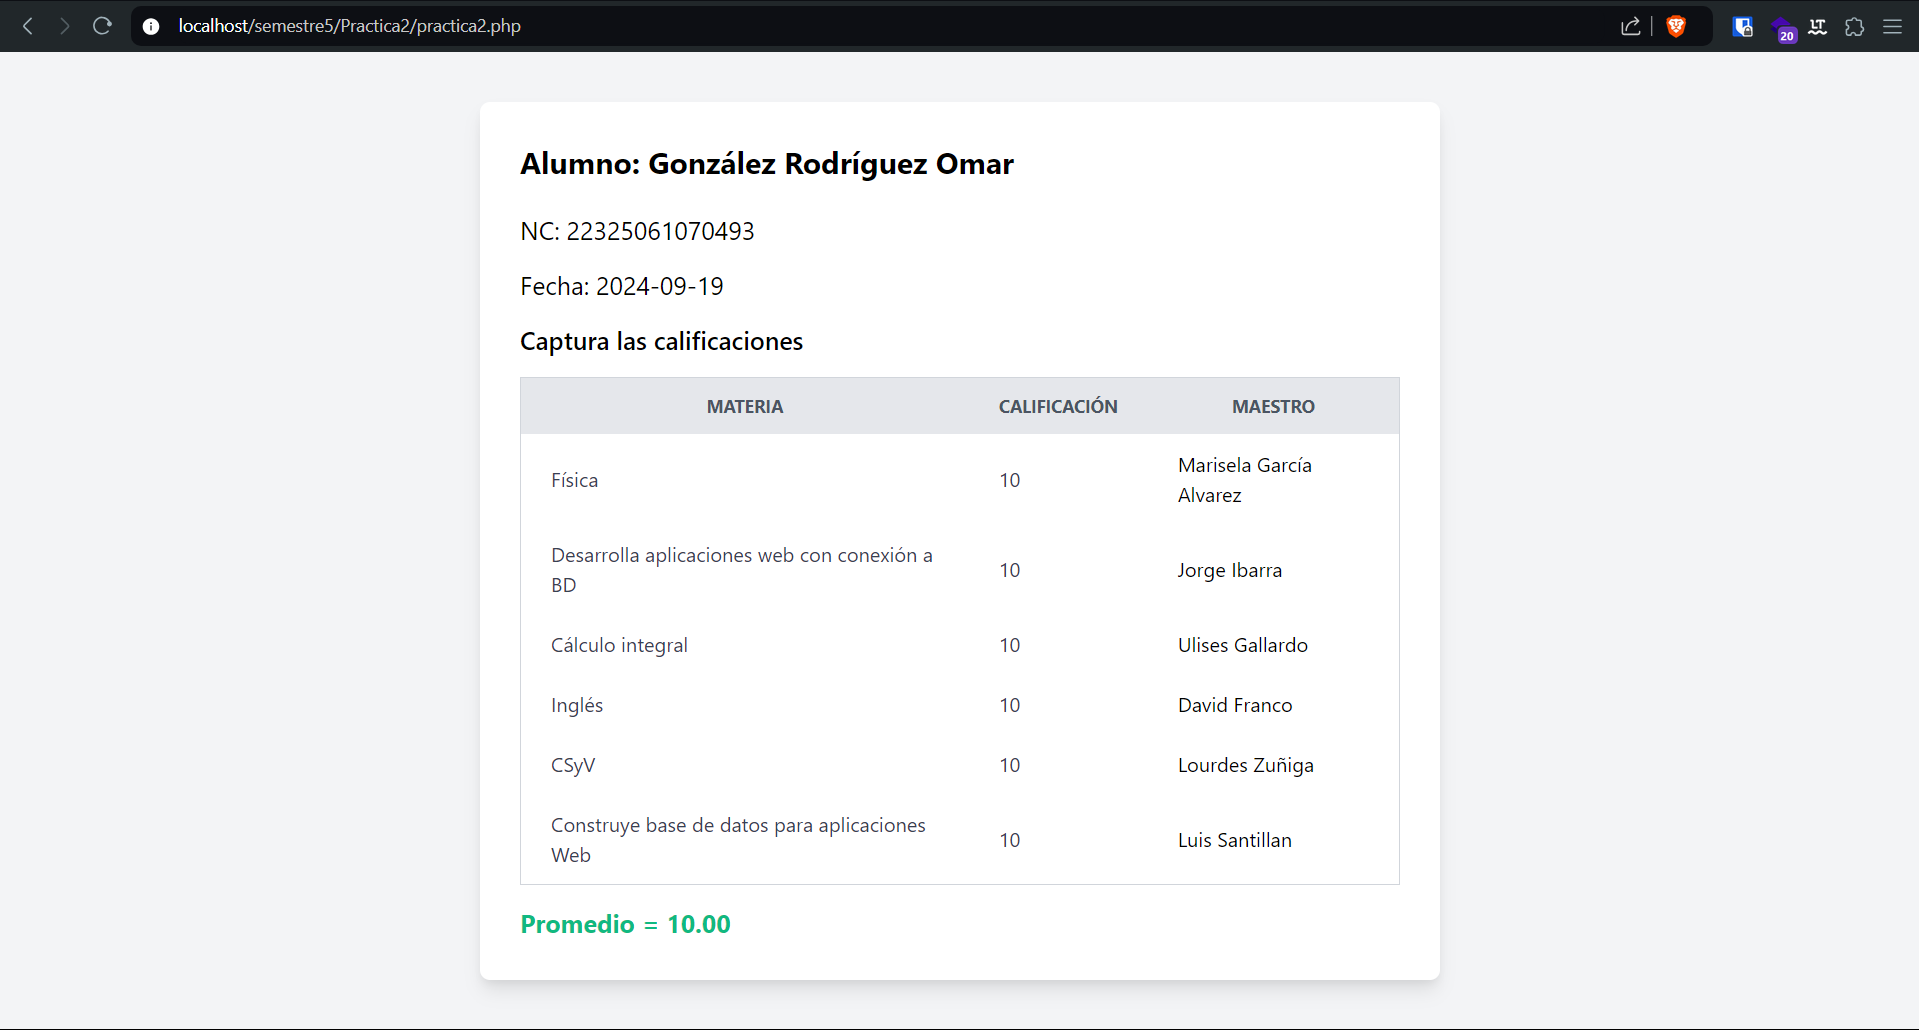 localhost/semestre5/Practica2/practica2.php
20
LT
Alumno: González Rodríguez Omar
NC: 22325061070493
Fecha: 2024-09-19
Captura las calificaciones
MATERIA CALIFICACIÓN MAESTRO
Física 10 Marisela García
Alvarez
Desarrolla aplicaciones web con conexión a
BD 10 Jorge Ibarra
Cálculo integral 10 Ulises Gallardo
Inglés 10 David Franco
CSyV 10 Lourdes Zuñiga
Construye base de datos para aplicaciones
Web 10 Luis Santillan
Promedio = 10.00